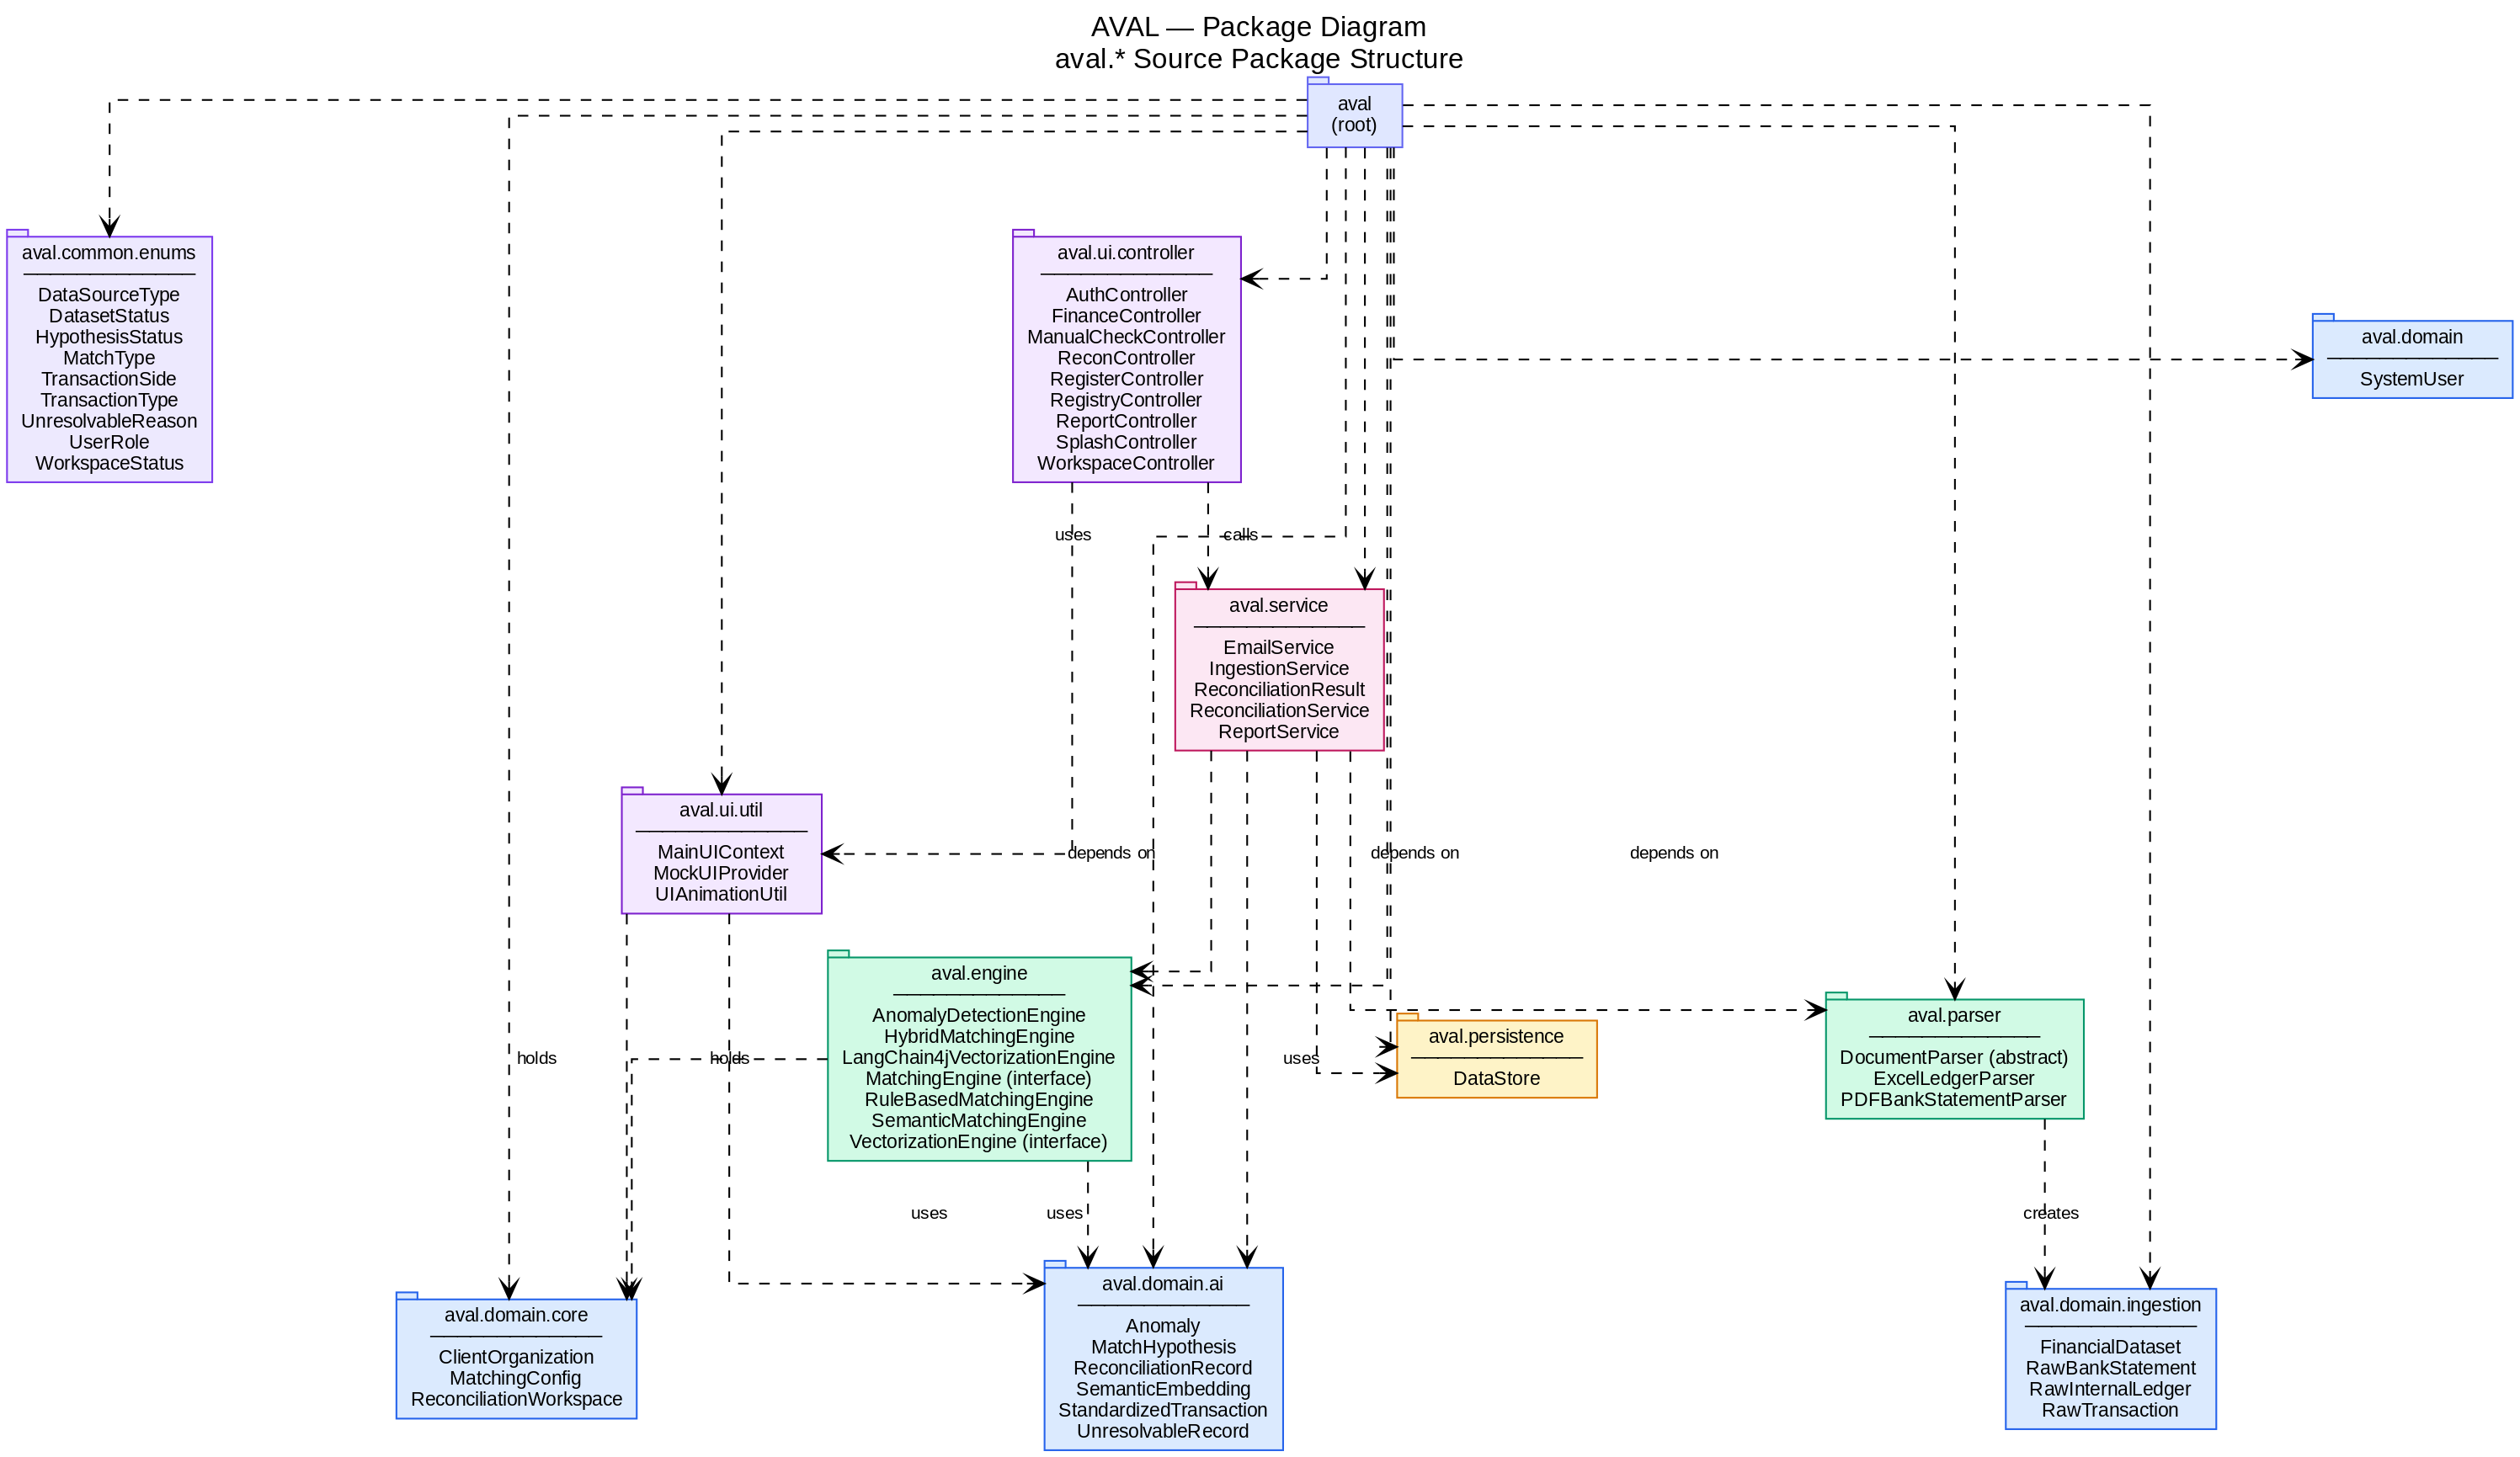 AVAL — Package Diagram
aval.* Source Package Structure
aval
(root)
aval.common.enums
DataSourceType
DatasetStatus
HypothesisStatus
MatchType
TransactionSide
TransactionType
UnresolvableReason
UserRole
WorkspaceStatus
aval.ui.controller
AuthController
FinanceController
ManualCheckController
ReconController
RegisterController
RegistryController
ReportController
SplashController
WorkspaceController
aval.domain
SystemUser
uses
calls
aval.service
EmailService
IngestionService
ReconciliationResult
ReconciliationService
ReportService
aval.ui.util
MainUIContext
MockUIProvider
UIAnimationUtil
depends on
depends on
depends on
aval.engine
AnomalyDetectionEngine
HybridMatchingEngine
LangChain4jVectorizationEngine
MatchingEngine (interface)
RuleBasedMatchingEngine
SemanticMatchingEngine
VectorizationEngine (interface)
aval.persistence
DataStore
aval.parser
DocumentParser (abstract)
ExcelLedgerParser
PDFBankStatementParser
holds
holds
uses
uses
uses
creates
aval.domain.core
ClientOrganization
MatchingConfig
ReconciliationWorkspace
aval.domain.ai
Anomaly
MatchHypothesis
ReconciliationRecord
SemanticEmbedding
StandardizedTransaction
UnresolvableRecord
aval.domain.ingestion
FinancialDataset
RawBankStatement
RawInternalLedger
RawTransaction